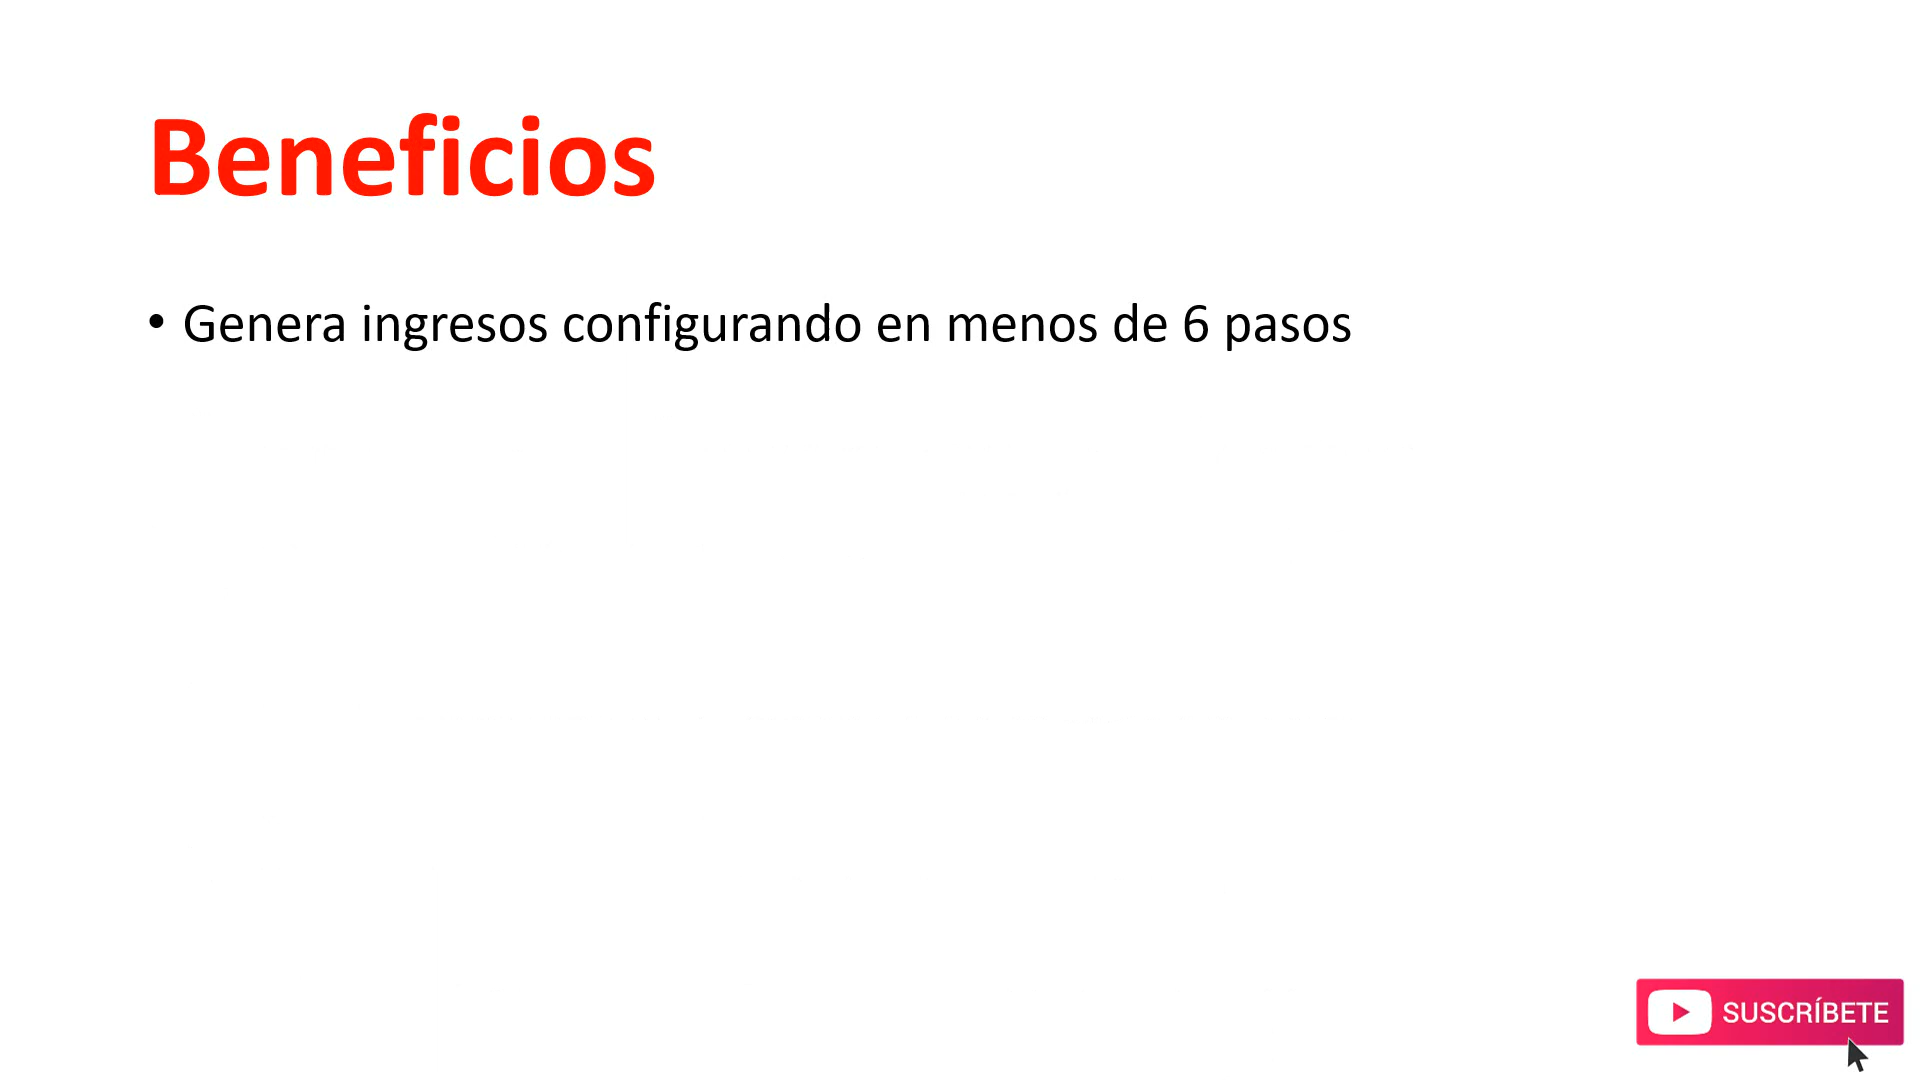 Beneficios
• Genera ingresos configurando en menos de 6 pasos
SUSCRÍBETE